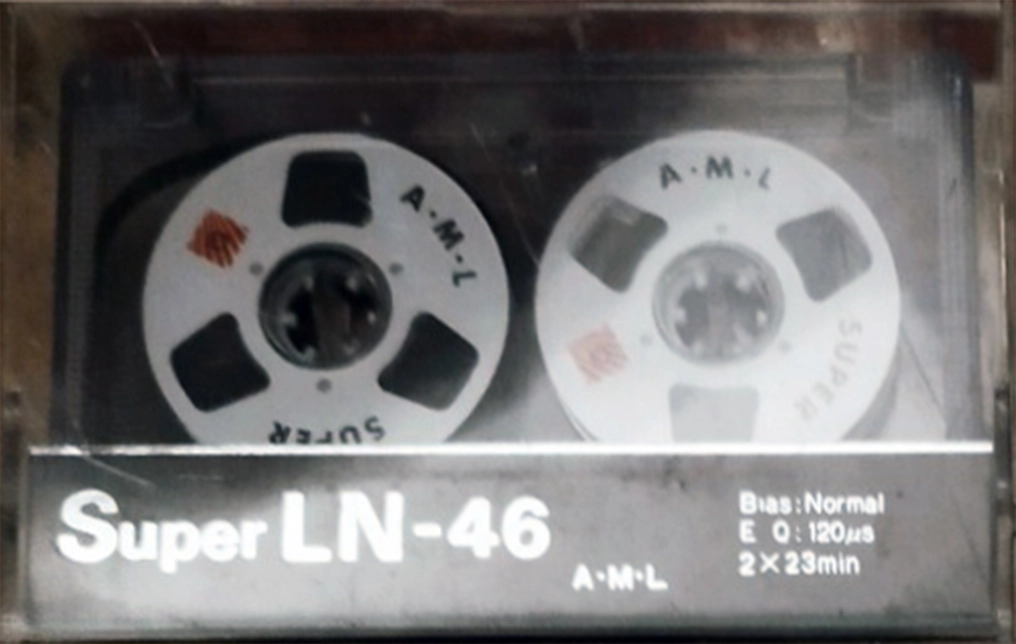 A·M·L
A·M·L
SUPER
SUPER
Super LN-46
A·M·L
Bias:Normal
E Q:120μs
2×23min